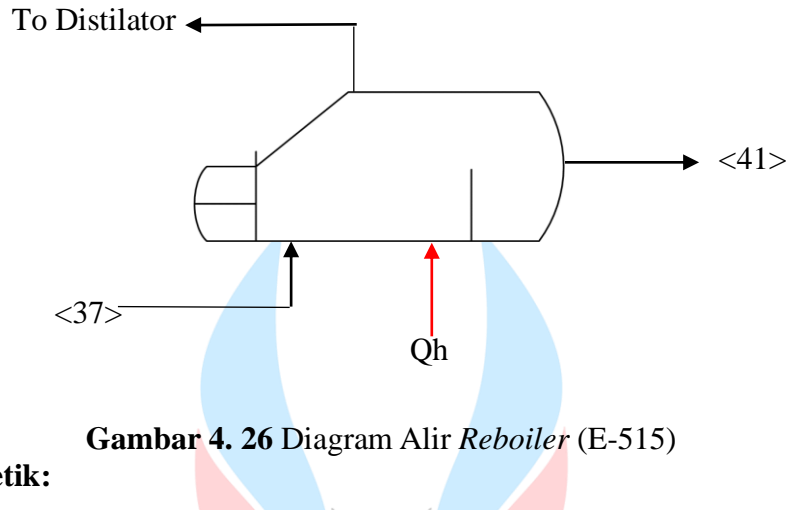 To Distilator
<41>
<37>
Qh
Gambar 4. 26 Diagram Alir Reboiler (E-515)
etik: